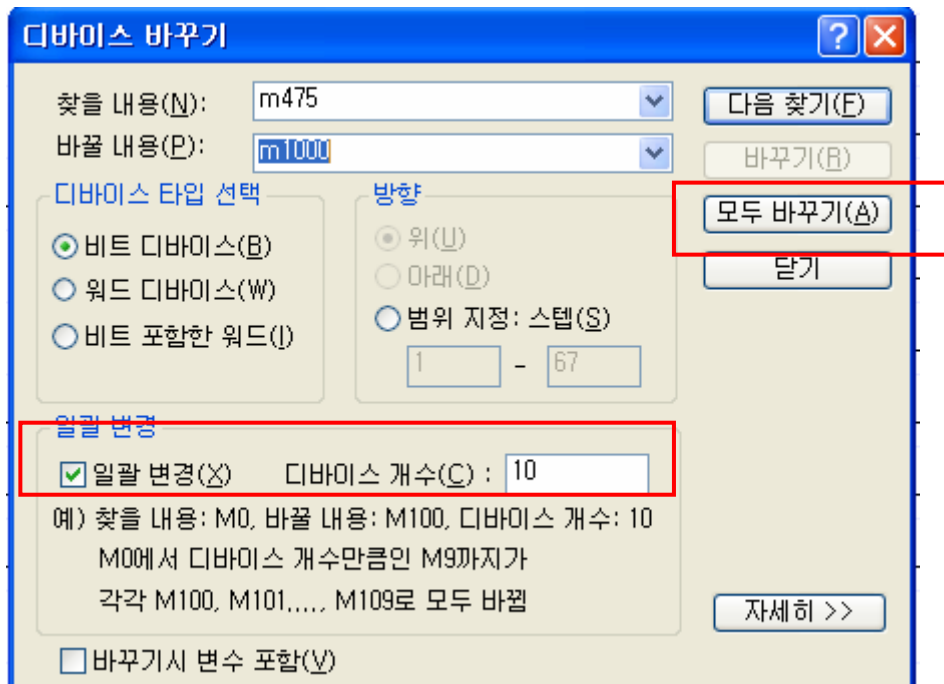 디바이스 바꾸기
찾을 내용(N): m475 다음 찾기(F)
바꿀 내용(P): m1000 바꾸기(R)
디바이스 타입 선택 방향 모두 바꾸기(A)
비트 디바이스(B) 위(U) 닫기
워드 디바이스(W) 아래(D)
비트 포함한 워드(I) 범위 지정: 스텝(S)
1 - 67
일괄 변경
일괄 변경(X) 디바이스 개수(C) : 10
예) 찾을 내용: M0, 바꿀 내용: M100, 디바이스 개수: 10
M0에서 디바이스 개수만큼인 M9까지가
각각 M100, M101,..., M109로 모두 바뀜
자세히 >>
바꾸기시 변수 포함(V)